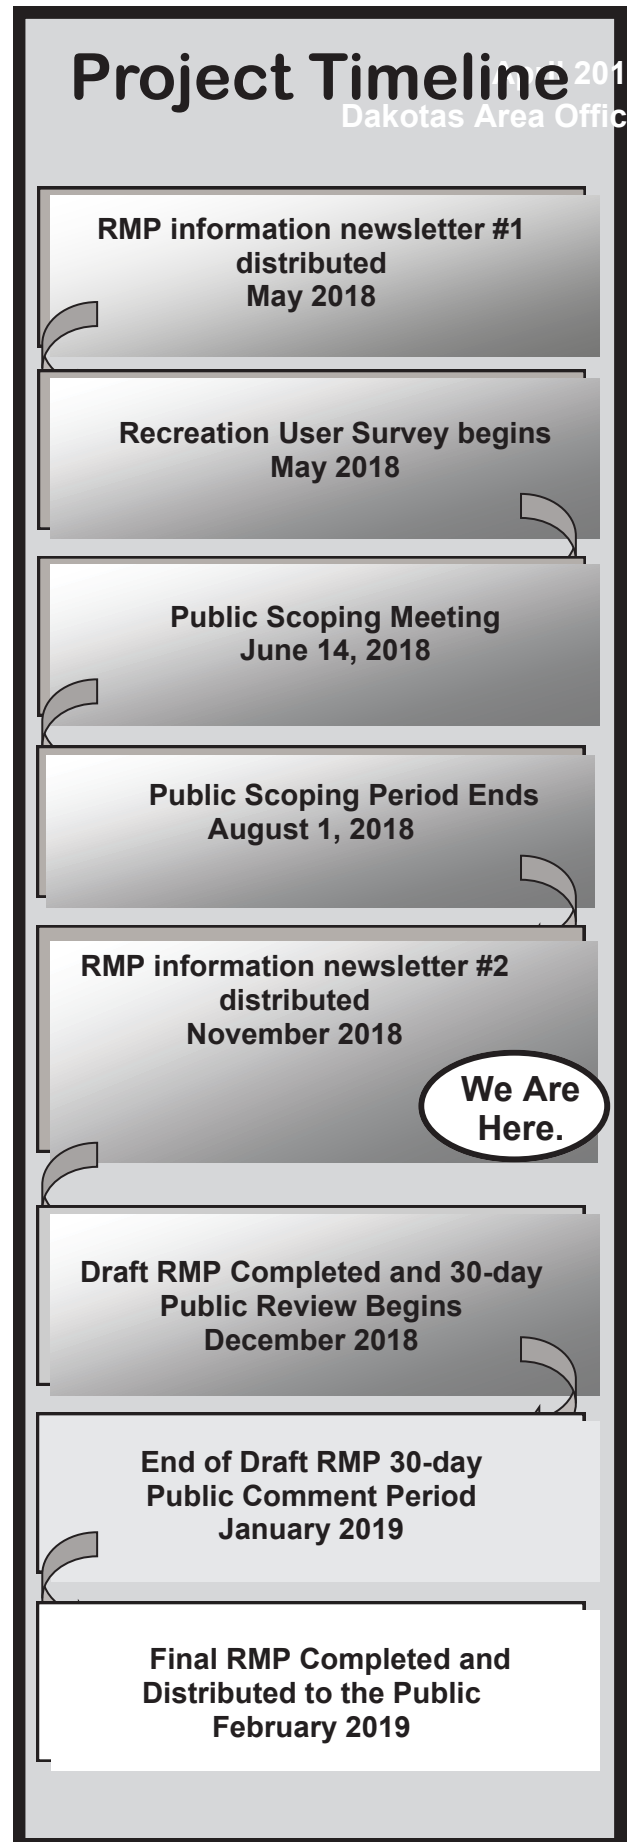 Project Timeline
April 201
Dakotas Area Offic
RMP information newsletter #1
distributed
May 2018
Recreation User Survey begins
May 2018
Public Scoping Meeting
June 14, 2018
Public Scoping Period Ends
August 1, 2018
RMP information newsletter #2
distributed
November 2018
We Are
Here.
Draft RMP Completed and 30-day
Public Review Begins
December 2018
End of Draft RMP 30-day
Public Comment Period
January 2019
Final RMP Completed and
Distributed to the Public
February 2019